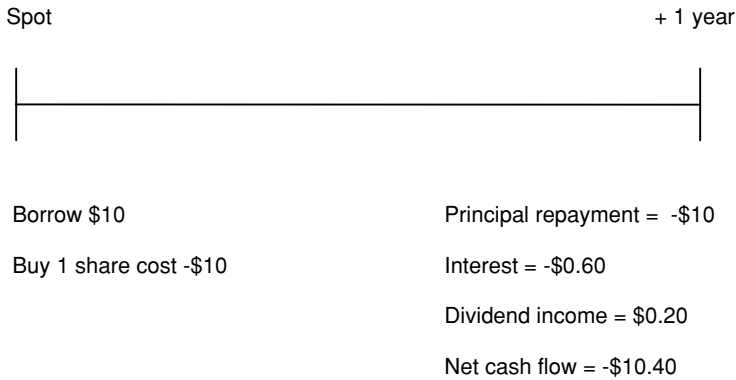 Spot + 1 year
Borrow $10 Principal repayment = -$10
Buy 1 share cost -$10 Interest = -$0.60
Dividend income = $0.20
Net cash flow = -$10.40